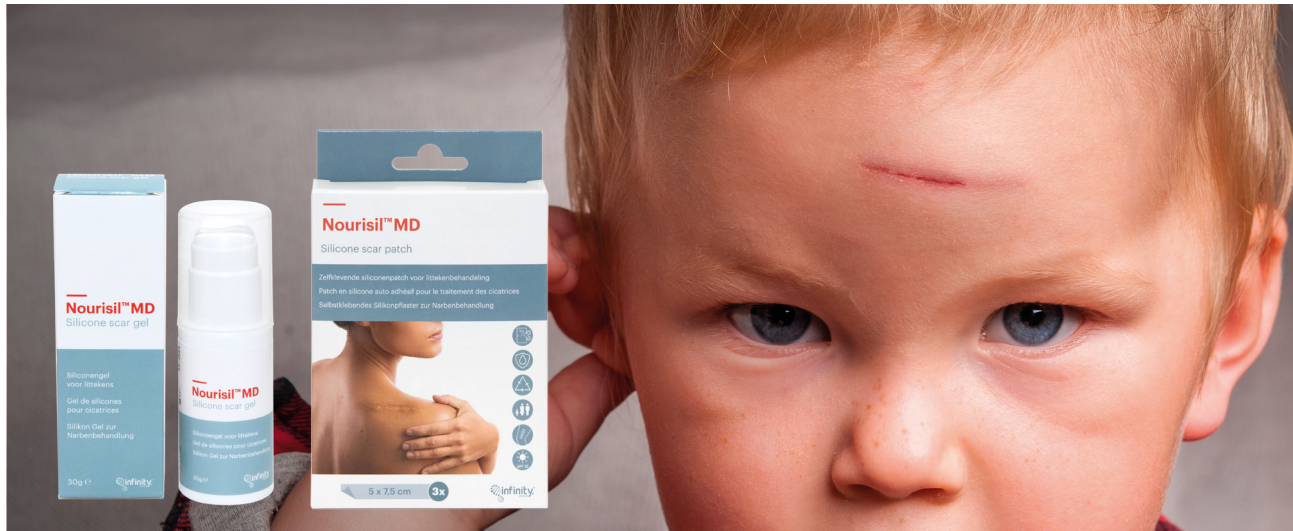 Nourisil™MD
Silicone scar gel
Siliconengel
voor littekens
Gel de silicones
pour cicatrices
Silikon Gel zur
Narbenbehandlung
30g e
infinity
Nourisil™MD
Silicone scar gel
Siliconengel voor littekens
Gel de silicones pour cicatrices
Silikon Gel zur Narbenbehandlung
infinity
Nourisil™MD
Silicone scar patch
Zelfklevende siliconenpatch voor littekenbehandeling
Patch en silicone auto adhésif pour le traitement des cicatrices
Selbstklebendes Silikonpflaster zur Narbenbehandlung
5 x 7,5 cm 3x
infinity